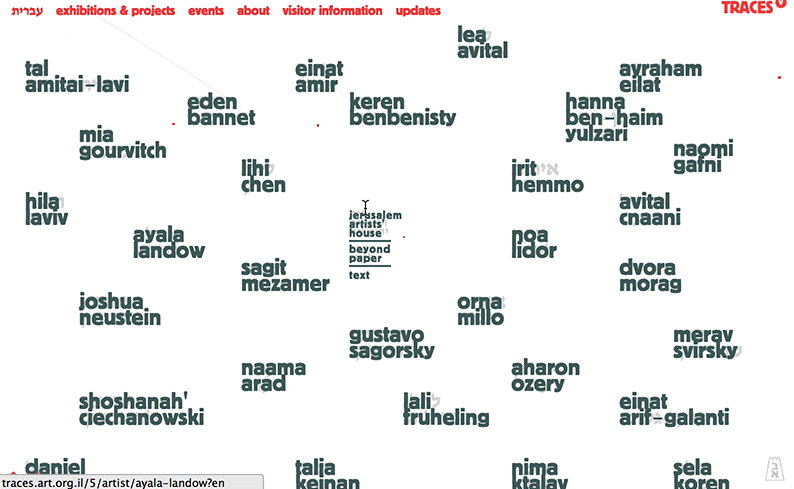 עברית exhibitions & projects events about visitor information updates TRACES
lea
avital
tal
amitai-lavi
einat
amir
avraham
eilat
eden
bannet
keren
benbenisty
hanna
ben-haim
yulzari
mia
gourvitch
naomi
gafni
lihi
chen
irit
hemmo
hila
laviv
avital
cnaani
jerusalem
artists'
house
beyond
paper
text
ayala
landow
noa
lidor
sagit
mezamer
dvora
morag
joshua
neustein
orna
millo
gustavo
sagorsky
merav
svirsky
naama
arad
aharon
ozery
shoshanah'
ciechanowski
lali
fruheling
einat
arif-galanti
daniel
talia
keinan
nima
ktalav
sela
koren
traces.art.org.il/5/artist/ayala-landow?en